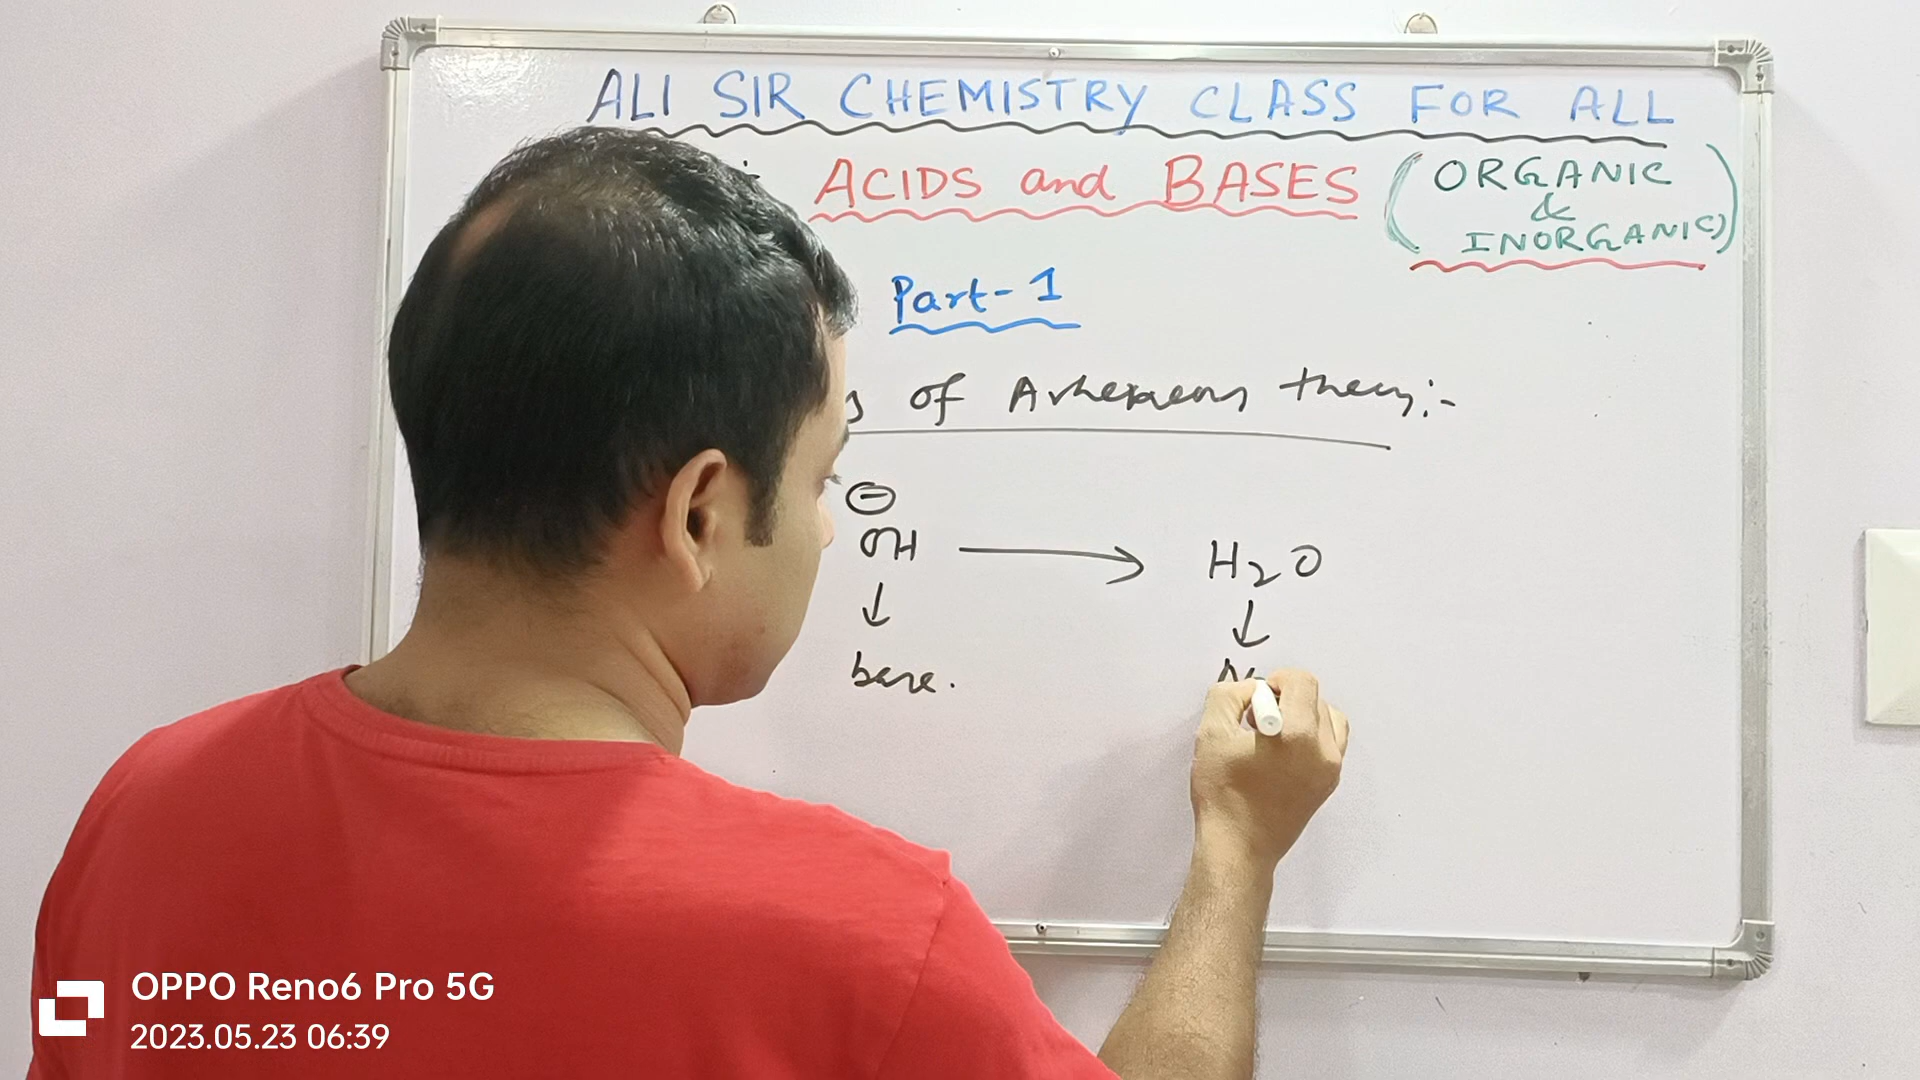 ALI SIR CHEMISTRY CLASS FOR ALL
: ACIDS and BASES (ORGANIC
&
INORGANIC)
Part-1
s of Arhenious theory:-
⊖
OH ⟶ H₂O
↓ ↓
base.
OPPO Reno6 Pro 5G
2023.05.23 06:39